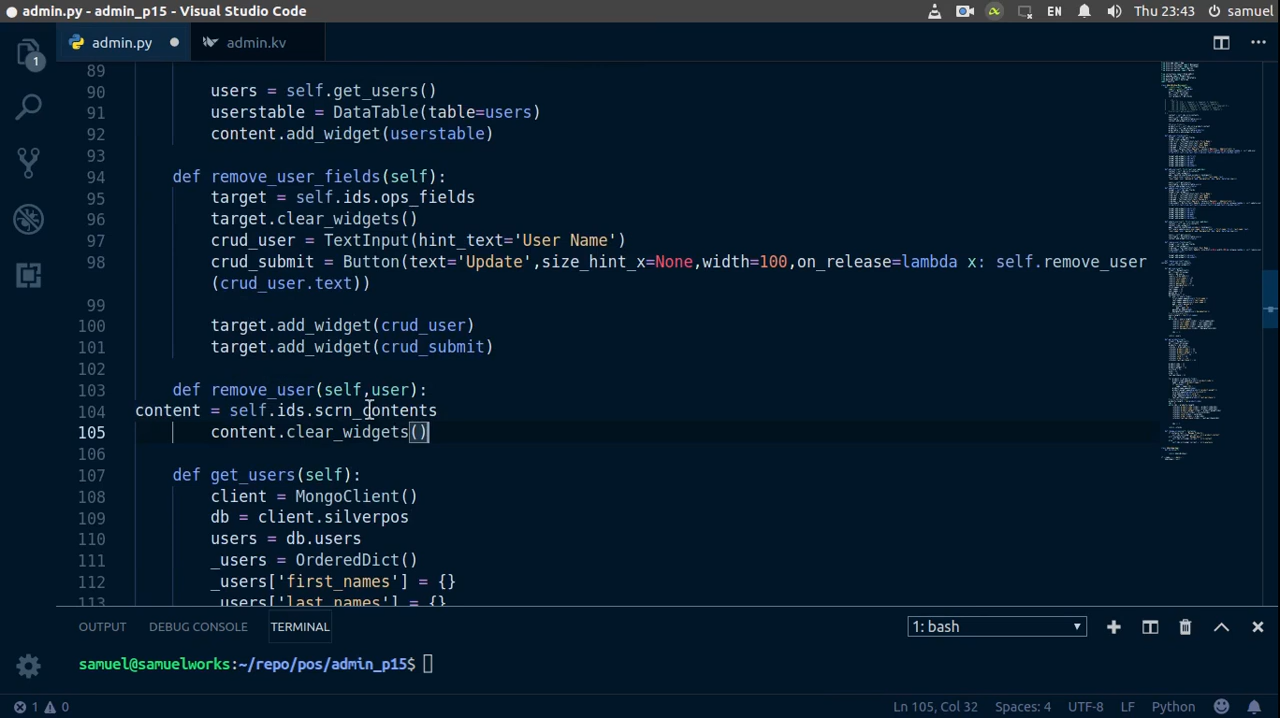 admin.py - admin_p15 - Visual Studio Code
EN
Thu 23:43
samuel
admin.py
admin.kv
1
89
90 users = self.get_users()
91 userstable = DataTable(table=users)
92 content.add_widget(userstable)
93
94 def remove_user_fields(self):
95 target = self.ids.ops_fields
96 target.clear_widgets()
97 crud_user = TextInput(hint_text='User Name')
98 crud_submit = Button(text='Update',size_hint_x=None,width=100,on_release=lambda x: self.remove_user
(crud_user.text))
99
100 target.add_widget(crud_user)
101 target.add_widget(crud_submit)
102
103 def remove_user(self,user):
104 content = self.ids.scrn_contents
105 content.clear_widgets()
106
107 def get_users(self):
108 client = MongoClient()
109 db = client.silverpos
110 users = db.users
111 _users = OrderedDict()
112 _users['first_names'] = {}
113 _users['last_names'] = {}
OUTPUT
DEBUG CONSOLE
TERMINAL
1: bash
samuel@samuelworks:~/repo/pos/admin_p15$
1
0
Ln 105, Col 32
Spaces: 4
UTF-8
LF
Python